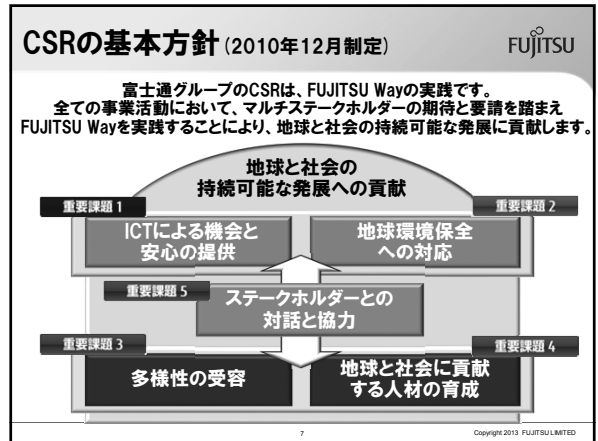 CSRの基本方針(2010年12月制定)
FUJITSU
富士通グループのCSRは、FUJITSU Wayの実践です。
全ての事業活動において、マルチステークホルダーの期待と要請を踏まえ
FUJITSU Wayを実践することにより、地球と社会の持続可能な発展に貢献します。
地球と社会の
持続可能な発展への貢献
重要課題 1
ICTによる機会と
安心の提供
重要課題 2
地球環境保全
への対応
重要課題 5
ステークホルダーとの
対話と協力
重要課題 3
多様性の受容
重要課題 4
地球と社会に貢献
する人材の育成
7
Copyright 2013 FUJITSU LIMITED